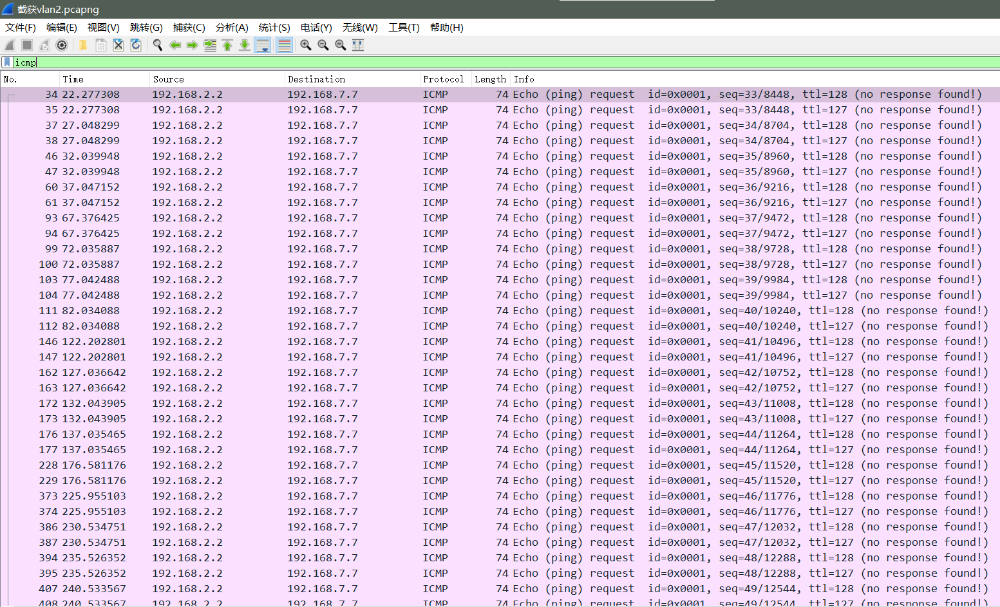 截获vlan2.pcapng
文件(F) 编辑(E) 视图(V) 跳转(G) 捕获(C) 分析(A) 统计(S) 电话(Y) 无线(W) 工具(T) 帮助(H)
icmp
No. Time Source Destination Protocol Length Info
34 22.277308 192.168.2.2 192.168.7.7 ICMP 74 Echo (ping) request id=0x0001, seq=33/8448, ttl=128 (no response found!)
35 22.277308 192.168.2.2 192.168.7.7 ICMP 74 Echo (ping) request id=0x0001, seq=33/8448, ttl=127 (no response found!)
37 27.048299 192.168.2.2 192.168.7.7 ICMP 74 Echo (ping) request id=0x0001, seq=34/8704, ttl=128 (no response found!)
38 27.048299 192.168.2.2 192.168.7.7 ICMP 74 Echo (ping) request id=0x0001, seq=34/8704, ttl=127 (no response found!)
46 32.039948 192.168.2.2 192.168.7.7 ICMP 74 Echo (ping) request id=0x0001, seq=35/8960, ttl=128 (no response found!)
47 32.039948 192.168.2.2 192.168.7.7 ICMP 74 Echo (ping) request id=0x0001, seq=35/8960, ttl=127 (no response found!)
60 37.047152 192.168.2.2 192.168.7.7 ICMP 74 Echo (ping) request id=0x0001, seq=36/9216, ttl=128 (no response found!)
61 37.047152 192.168.2.2 192.168.7.7 ICMP 74 Echo (ping) request id=0x0001, seq=36/9216, ttl=127 (no response found!)
93 67.376425 192.168.2.2 192.168.7.7 ICMP 74 Echo (ping) request id=0x0001, seq=37/9472, ttl=128 (no response found!)
94 67.376425 192.168.2.2 192.168.7.7 ICMP 74 Echo (ping) request id=0x0001, seq=37/9472, ttl=127 (no response found!)
99 72.035887 192.168.2.2 192.168.7.7 ICMP 74 Echo (ping) request id=0x0001, seq=38/9728, ttl=128 (no response found!)
100 72.035887 192.168.2.2 192.168.7.7 ICMP 74 Echo (ping) request id=0x0001, seq=38/9728, ttl=127 (no response found!)
103 77.042488 192.168.2.2 192.168.7.7 ICMP 74 Echo (ping) request id=0x0001, seq=39/9984, ttl=128 (no response found!)
104 77.042488 192.168.2.2 192.168.7.7 ICMP 74 Echo (ping) request id=0x0001, seq=39/9984, ttl=127 (no response found!)
111 82.034088 192.168.2.2 192.168.7.7 ICMP 74 Echo (ping) request id=0x0001, seq=40/10240, ttl=128 (no response found!)
112 82.034088 192.168.2.2 192.168.7.7 ICMP 74 Echo (ping) request id=0x0001, seq=40/10240, ttl=127 (no response found!)
146 122.202801 192.168.2.2 192.168.7.7 ICMP 74 Echo (ping) request id=0x0001, seq=41/10496, ttl=128 (no response found!)
147 122.202801 192.168.2.2 192.168.7.7 ICMP 74 Echo (ping) request id=0x0001, seq=41/10496, ttl=127 (no response found!)
162 127.036642 192.168.2.2 192.168.7.7 ICMP 74 Echo (ping) request id=0x0001, seq=42/10752, ttl=128 (no response found!)
163 127.036642 192.168.2.2 192.168.7.7 ICMP 74 Echo (ping) request id=0x0001, seq=42/10752, ttl=127 (no response found!)
172 132.043905 192.168.2.2 192.168.7.7 ICMP 74 Echo (ping) request id=0x0001, seq=43/11008, ttl=128 (no response found!)
173 132.043905 192.168.2.2 192.168.7.7 ICMP 74 Echo (ping) request id=0x0001, seq=43/11008, ttl=127 (no response found!)
176 137.035465 192.168.2.2 192.168.7.7 ICMP 74 Echo (ping) request id=0x0001, seq=44/11264, ttl=128 (no response found!)
177 137.035465 192.168.2.2 192.168.7.7 ICMP 74 Echo (ping) request id=0x0001, seq=44/11264, ttl=127 (no response found!)
228 176.581176 192.168.2.2 192.168.7.7 ICMP 74 Echo (ping) request id=0x0001, seq=45/11520, ttl=128 (no response found!)
229 176.581176 192.168.2.2 192.168.7.7 ICMP 74 Echo (ping) request id=0x0001, seq=45/11520, ttl=127 (no response found!)
373 225.955103 192.168.2.2 192.168.7.7 ICMP 74 Echo (ping) request id=0x0001, seq=46/11776, ttl=128 (no response found!)
374 225.955103 192.168.2.2 192.168.7.7 ICMP 74 Echo (ping) request id=0x0001, seq=46/11776, ttl=127 (no response found!)
386 230.534751 192.168.2.2 192.168.7.7 ICMP 74 Echo (ping) request id=0x0001, seq=47/12032, ttl=128 (no response found!)
387 230.534751 192.168.2.2 192.168.7.7 ICMP 74 Echo (ping) request id=0x0001, seq=47/12032, ttl=127 (no response found!)
394 235.526352 192.168.2.2 192.168.7.7 ICMP 74 Echo (ping) request id=0x0001, seq=48/12288, ttl=128 (no response found!)
395 235.526352 192.168.2.2 192.168.7.7 ICMP 74 Echo (ping) request id=0x0001, seq=48/12288, ttl=127 (no response found!)
407 240.533567 192.168.2.2 192.168.7.7 ICMP 74 Echo (ping) request id=0x0001, seq=49/12544, ttl=128 (no response found!)
408 240.533567 192.168.2.2 192.168.7.7 ICMP 74 Echo (ping) request id=0x0001, seq=49/12544, ttl=127 (no response found!)